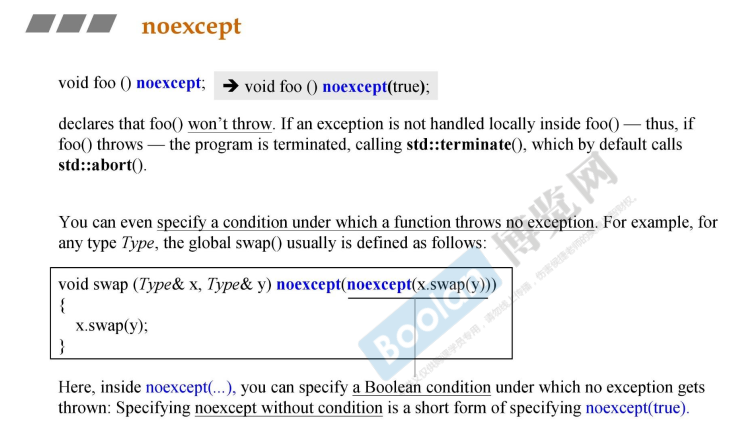 noexcept
void foo () noexcept; ➔ void foo () noexcept(true);
declares that foo() won't throw. If an exception is not handled locally inside foo() — thus, if
foo() throws — the program is terminated, calling std::terminate(), which by default calls
std::abort().
You can even specify a condition under which a function throws no exception. For example, for
any type Type, the global swap() usually is defined as follows:
void swap (Type& x, Type& y) noexcept(noexcept(x.swap(y)))
{
x.swap(y);
}
Here, inside noexcept(...), you can specify a Boolean condition under which no exception gets
thrown: Specifying noexcept without condition is a short form of specifying noexcept(true).
Boolan 博览网